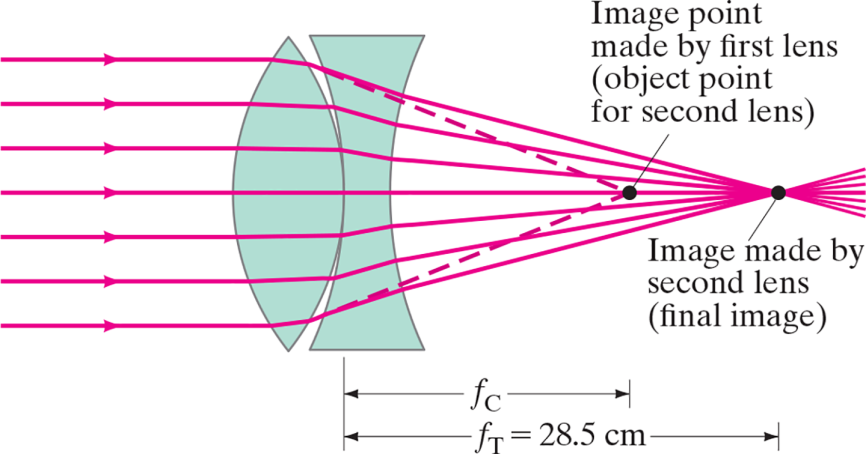 Image point
made by first lens
(object point
for second lens)
Image made by
second lens
(final image)
f_C
f_T = 28.5 cm